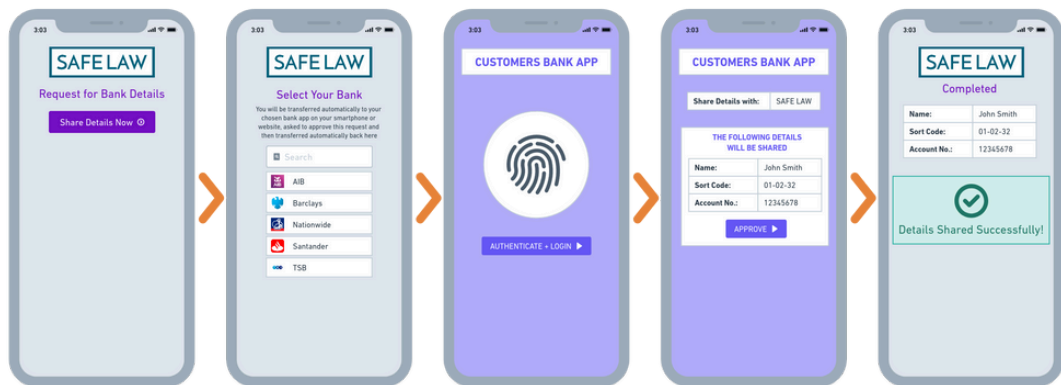 3:03
SAFE LAW
Request for Bank Details
Share Details Now
3:03
SAFE LAW
Select Your Bank
You will be transferred automatically to your
chosen bank app on your smartphone or
website, asked to approve this request and
then transferred automatically back here
Search
AIB
Barclays
Nationwide
Santander
TSB
3:03
CUSTOMERS BANK APP
AUTHENTICATE + LOGIN
3:03
CUSTOMERS BANK APP
Share Details with: SAFE LAW
THE FOLLOWING DETAILS
WILL BE SHARED
Name: John Smith
Sort Code: 01-02-32
Account No.: 12345678
APPROVE
3:03
SAFE LAW
Completed
Name: John Smith
Sort Code: 01-02-32
Account No.: 12345678
Details Shared Successfully!